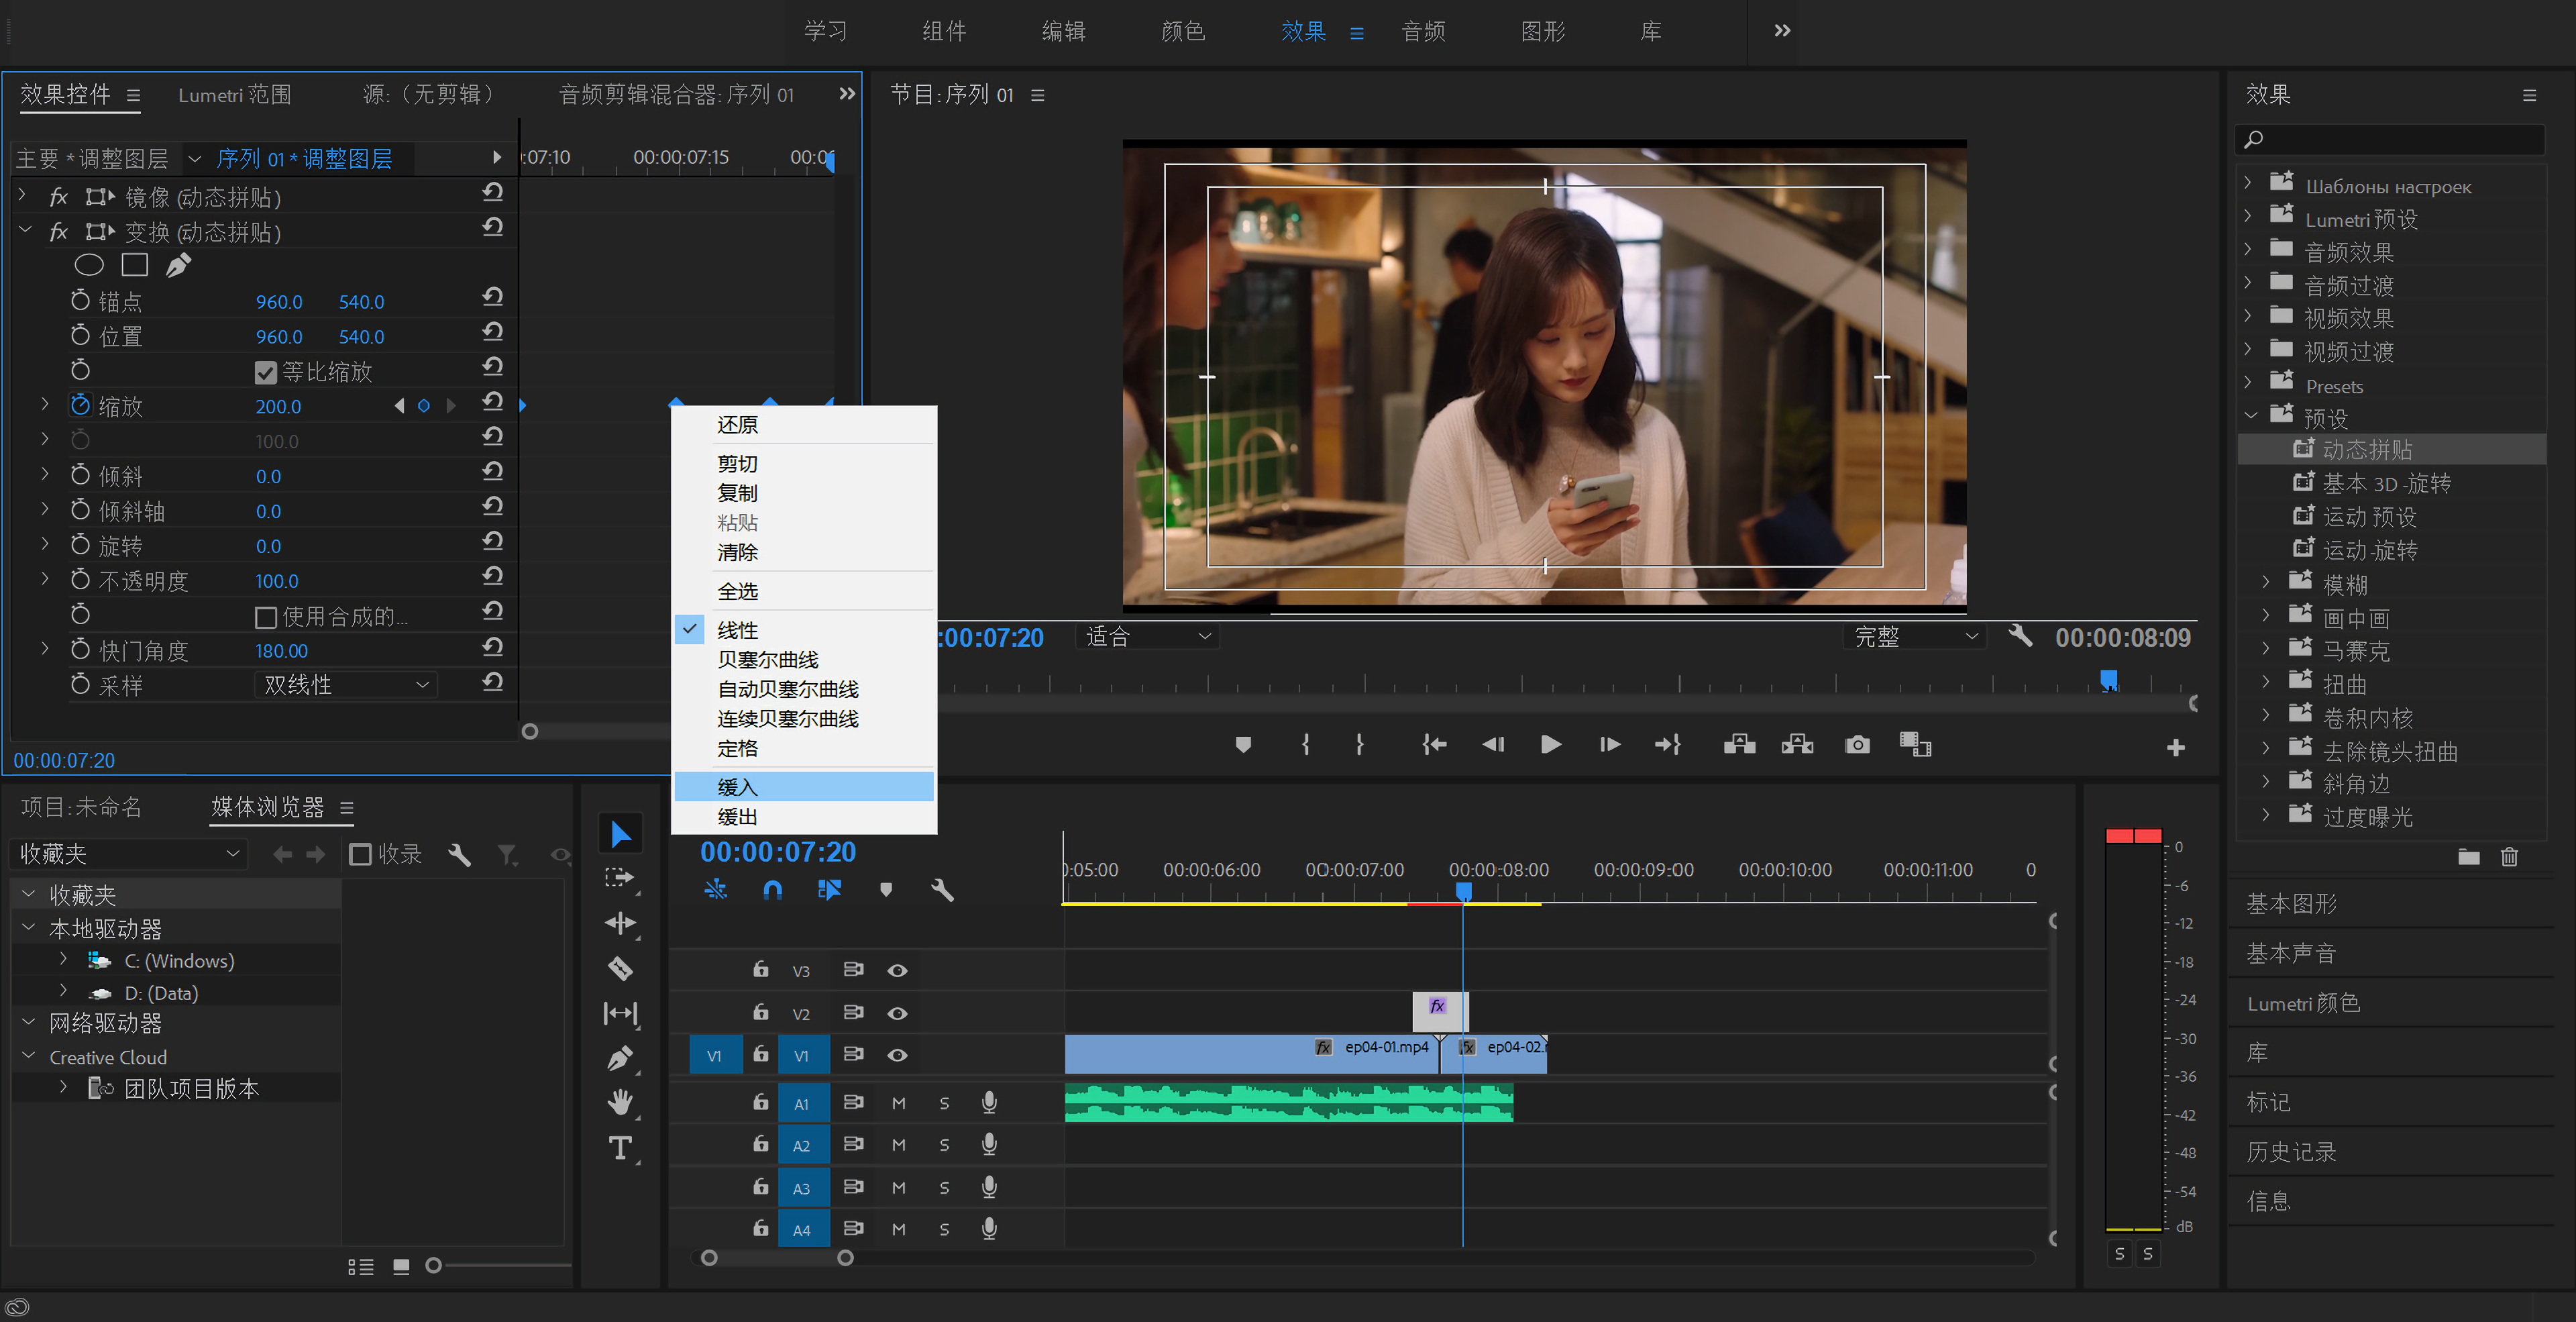 学习 组件 编辑 颜色 效果 音频 图形 库
效果控件 Lumetri 范围 源:（无剪辑） 音频剪辑混合器: 序列 01
主要 * 调整图层 序列 01 * 调整图层 :07:10 00:00:07:15
fx 镜像 (动态拼贴)
fx 变换 (动态拼贴)
锚点 960.0 540.0
位置 960.0 540.0
等比缩放
缩放 200.0
100.0
倾斜 0.0
倾斜轴 0.0
旋转 0.0
不透明度 100.0
使用合成的...
快门角度 180.00
采样 双线性
00:00:07:20
还原
剪切
复制
粘贴
清除
全选
线性
贝塞尔曲线
自动贝塞尔曲线
连续贝塞尔曲线
定格
缓入
缓出
节目: 序列 01
:00:07:20 适合 完整 00:00:08:09
效果
Шаблоны настроек
Lumetri 预设
音频效果
音频过渡
视频效果
视频过渡
Presets
预设
动态拼贴
基本 3D -旋转
运动 预设
运动 -旋转
模糊
画中画
马赛克
扭曲
卷积内核
去除镜头扭曲
斜角边
过度曝光
基本图形
基本声音
Lumetri 颜色
库
标记
历史记录
信息
项目: 未命名 媒体浏览器
收藏夹 收录
收藏夹
本地驱动器
C: (Windows)
D: (Data)
网络驱动器
Creative Cloud
团队项目版本
00:00:07:20
:05:00 00:00:06:00 00:00:07:00 00:00:08:00 00:00:09:00 00:00:10:00 00:00:11:00 0
V3
V2 fx
V1 V1 fx ep04-01.mp4 fx ep04-02.
A1 M S
A2 M S
A3 M S
A4 M S
0
-6
-12
-18
-24
-30
-36
-42
-48
-54
dB
S S